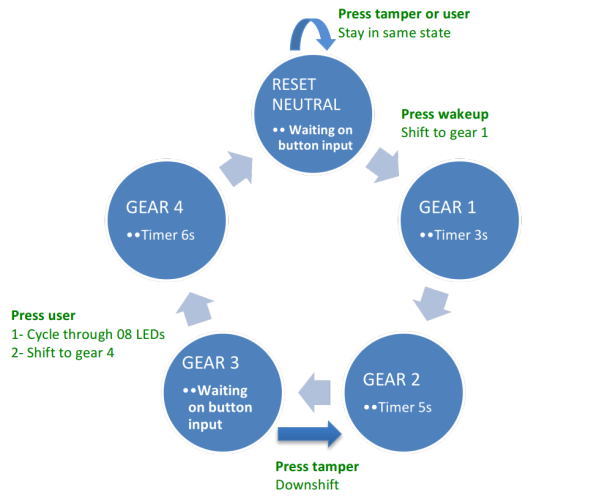 Press tamper or user
Stay in same state
RESET
NEUTRAL
•• Waiting on
button input
Press wakeup
Shift to gear 1
GEAR 4
••Timer 6s
GEAR 1
••Timer 3s
Press user
1- Cycle through 08 LEDs
2- Shift to gear 4
GEAR 3
••Waiting
on button
input
GEAR 2
••Timer 5s
Press tamper
Downshift